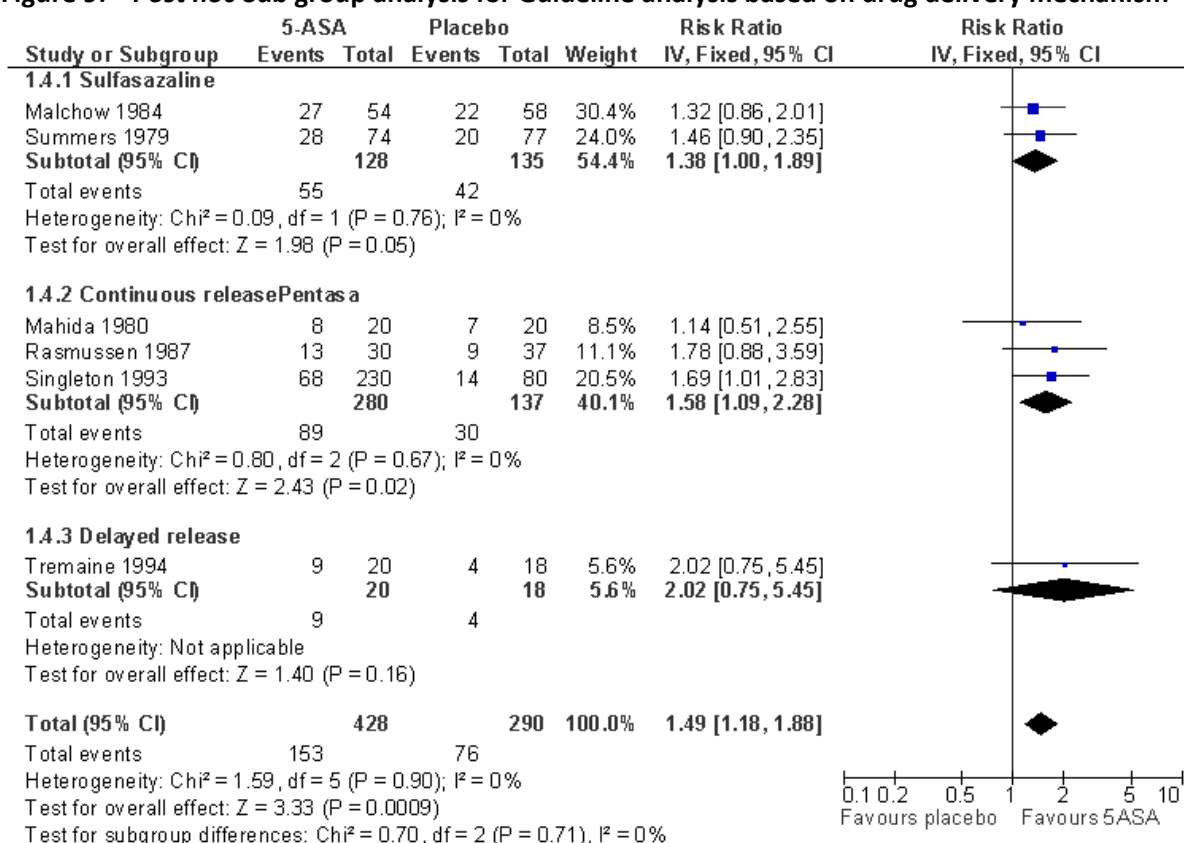 Figure 9: Post hoc sub group analysis for Guideline analysis based on drug delivery mechanism
5-ASA Placebo Risk Ratio Risk Ratio
Study or Subgroup Events Total Events Total Weight IV, Fixed, 95% CI IV, Fixed, 95% CI
1.4.1 Sulfasazaline
Malchow 1984 27 54 22 58 30.4% 1.32 [0.86, 2.01]
Summers 1979 28 74 20 77 24.0% 1.46 [0.90, 2.35]
Subtotal (95% CI) 128 135 54.4% 1.38 [1.00, 1.89]
Total events 55 42
Heterogeneity: Chi² = 0.09, df = 1 (P = 0.76); I² = 0%
Test for overall effect: Z = 1.98 (P = 0.05)
1.4.2 Continuous releasePentasa
Mahida 1980 8 20 7 20 8.5% 1.14 [0.51, 2.55]
Rasmussen 1987 13 30 9 37 11.1% 1.78 [0.88, 3.59]
Singleton 1993 68 230 14 80 20.5% 1.69 [1.01, 2.83]
Subtotal (95% CI) 280 137 40.1% 1.58 [1.09, 2.28]
Total events 89 30
Heterogeneity: Chi² = 0.80, df = 2 (P = 0.67); I² = 0%
Test for overall effect: Z = 2.43 (P = 0.02)
1.4.3 Delayed release
Tremaine 1994 9 20 4 18 5.6% 2.02 [0.75, 5.45]
Subtotal (95% CI) 20 18 5.6% 2.02 [0.75, 5.45]
Total events 9 4
Heterogeneity: Not applicable
Test for overall effect: Z = 1.40 (P = 0.16)
Total (95% CI) 428 290 100.0% 1.49 [1.18, 1.88]
Total events 153 76
Heterogeneity: Chi² = 1.59, df = 5 (P = 0.90); I² = 0%
Test for overall effect: Z = 3.33 (P = 0.0009)
Test for subgroup differences: Chi² = 0.70, df = 2 (P = 0.71), I² = 0%
0.1 0.2 0.5 1 2 5 10
Favours placebo Favours 5ASA